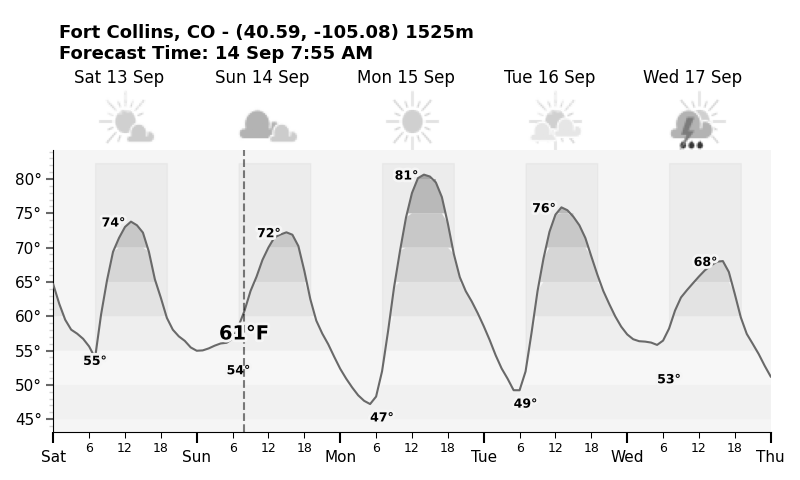 Fort Collins, CO - (40.59, -105.08) 1525m
Forecast Time: 14 Sep 7:55 AM
Sat 13 Sep Sun 14 Sep Mon 15 Sep Tue 16 Sep Wed 17 Sep
80°
75°
70°
65°
60°
55°
50°
45°
74° 72° 81° 76° 68°
61°F
55° 54° 47° 49° 53°
6 12 18 6 12 18 6 12 18 6 12 18 6 12 18
Sat Sun Mon Tue Wed Thu